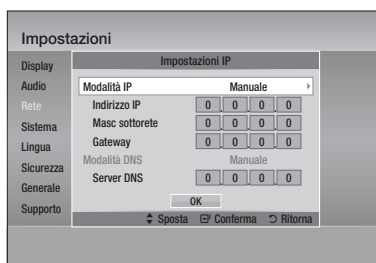 Impostazioni
Display
Audio
Rete
Sistema
Lingua
Sicurezza
Generale
Supporto
Impostazioni IP
Modalità IP Manuale
Indirizzo IP 0 . 0 . 0 . 0
Masc sottorete 0 . 0 . 0 . 0
Gateway 0 . 0 . 0 . 0
Modalità DNS Manuale
Server DNS 0 . 0 . 0 . 0
OK
Sposta Conferma Ritorna